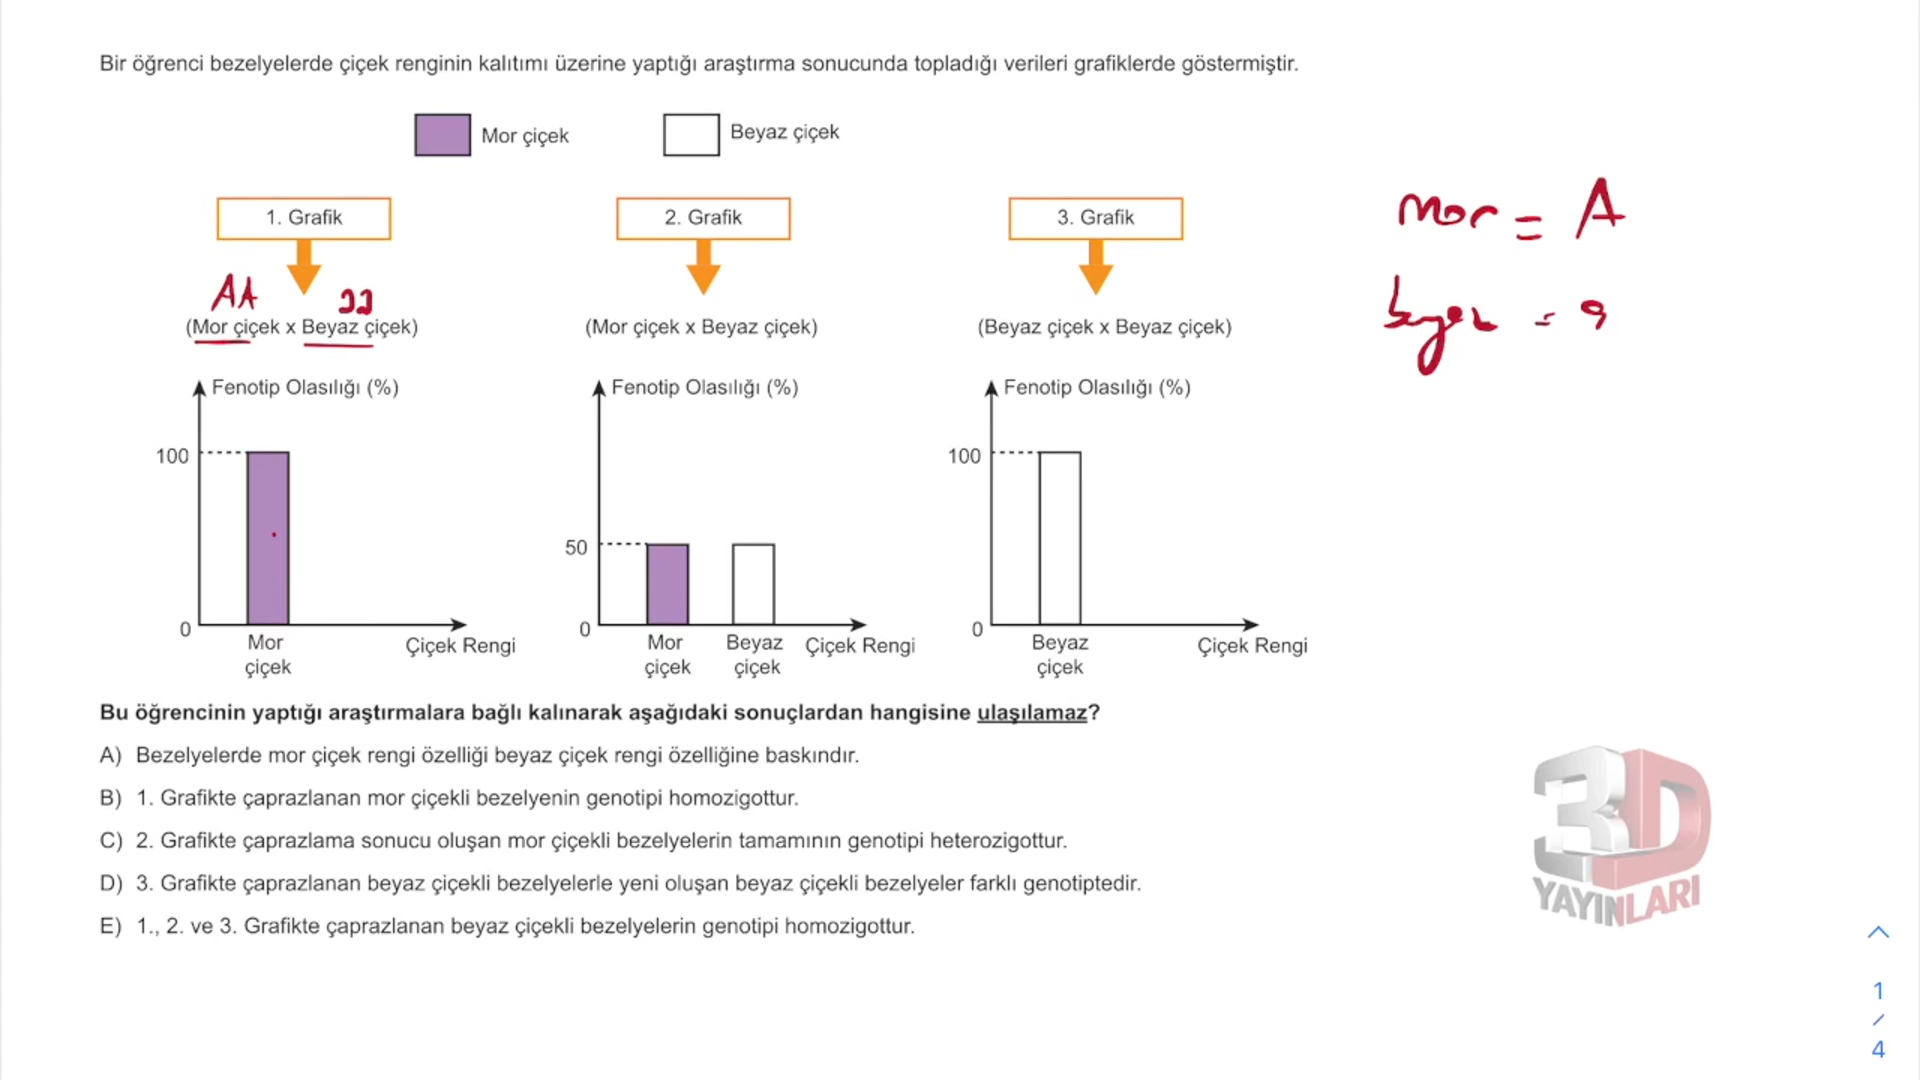 Bir öğrenci bezelyelerde çiçek renginin kalıtımı üzerine yaptığı araştırma sonucunda topladığı verileri grafiklerde göstermiştir.
Mor çiçek
Beyaz çiçek
1. Grafik
AA aa
(Mor çiçek x Beyaz çiçek)
Fenotip Olasılığı (%)
100
0
Mor çiçek
Çiçek Rengi
2. Grafik
(Mor çiçek x Beyaz çiçek)
Fenotip Olasılığı (%)
50
0
Mor çiçek
Beyaz çiçek
Çiçek Rengi
3. Grafik
(Beyaz çiçek x Beyaz çiçek)
Fenotip Olasılığı (%)
100
0
Beyaz çiçek
Çiçek Rengi
mor = A
beyaz = a
Bu öğrencinin yaptığı araştırmalara bağlı kalınarak aşağıdaki sonuçlardan hangisine ulaşılamaz?
A) Bezelyelerde mor çiçek rengi özelliği beyaz çiçek rengi özelliğine baskındır.
B) 1. Grafikte çaprazlanan mor çiçekli bezelyenin genotipi homozigottur.
C) 2. Grafikte çaprazlama sonucu oluşan mor çiçekli bezelyelerin tamamının genotipi heterozigottur.
D) 3. Grafikte çaprazlanan beyaz çiçekli bezelyelerle yeni oluşan beyaz çiçekli bezelyeler farklı genotiptedir.
E) 1., 2. ve 3. Grafikte çaprazlanan beyaz çiçekli bezelyelerin genotipi homozigottur.
3D
YAYINLARI
1
/
4